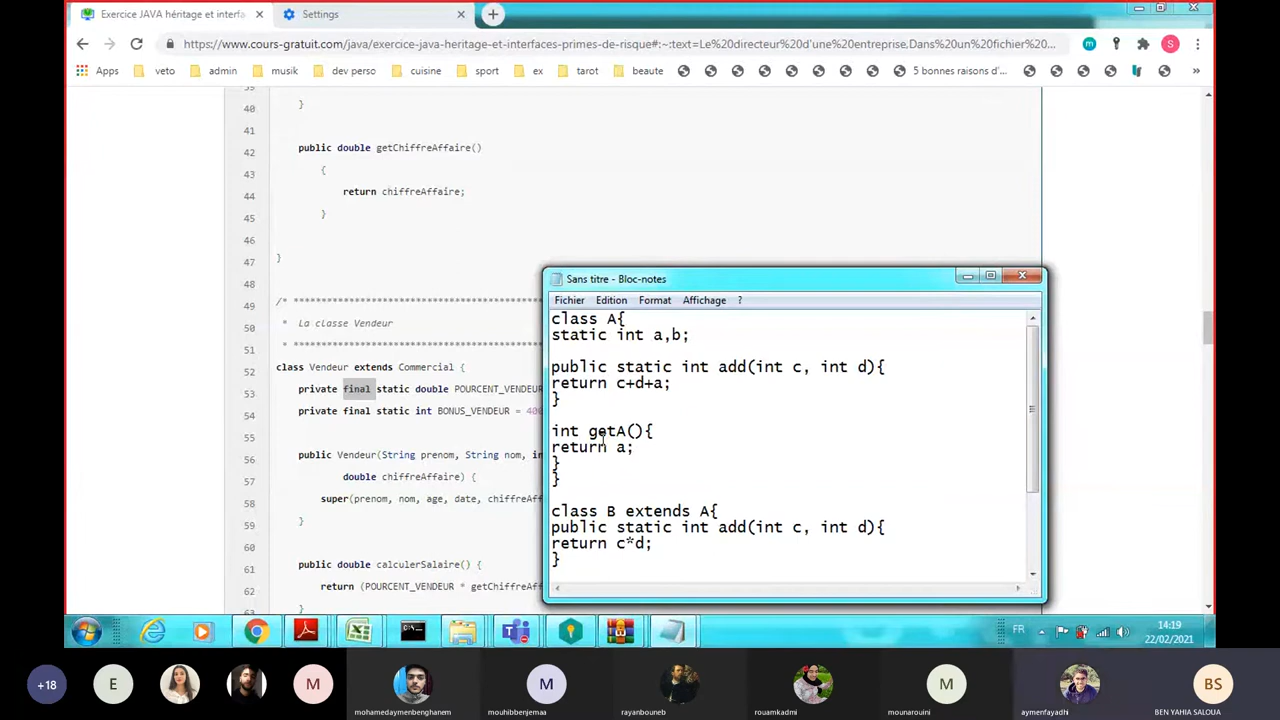 Exercice JAVA héritage et interfa
Settings
https://www.cours-gratuit.com/java/exercice-java-heritage-et-interfaces-primes-de-risque#:~:text=Le%20directeur%20d'une%20entreprise,Dans%20un%20fichier%20...
Apps veto admin musik dev perso cuisine sport ex tarot beaute 5 bonnes raisons d'... »
39
40 }
41
42 public double getChiffreAffaire()
43 {
44 return chiffreAffaire;
45 }
46
47 }
48
49 /* **************************************************
50 * La classe Vendeur
51 * **************************************************
52 class Vendeur extends Commercial {
53 private final static double POURCENT_VENDEUR
54 private final static int BONUS_VENDEUR = 400
55
56 public Vendeur(String prenom, String nom, in
57 double chiffreAffaire) {
58 super(prenom, nom, age, date, chiffreAff
59 }
60
61 public double calculerSalaire() {
62 return (POURCENT_VENDEUR * getChiffreAff
63 }
Sans titre - Bloc-notes
Fichier Edition Format Affichage ?
class A{
static int a,b;
public static int add(int c, int d){
return c+d+a;
}
int getA(){
return a;
}
}
class B extends A{
public static int add(int c, int d){
return c*d;
}
FR
14:19
22/02/2021
+18 E M M M BS
mohamedaymenbenghanem mouhibbenjemaa rayanbouneb rouamkadmi mounarouini aymenfayadhi BEN YAHIA SALOUA